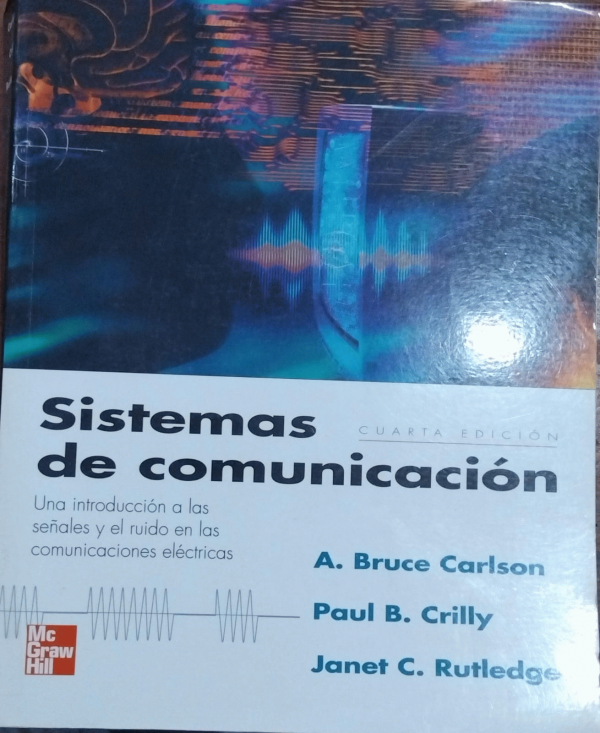 Sistemas
CUARTA EDICIÓN
de comunicación
Una introducción a las
señales y el ruido en las
comunicaciones eléctricas
A. Bruce Carlson
Paul B. Crilly
Janet C. Rutledge
Mc
Graw
Hill